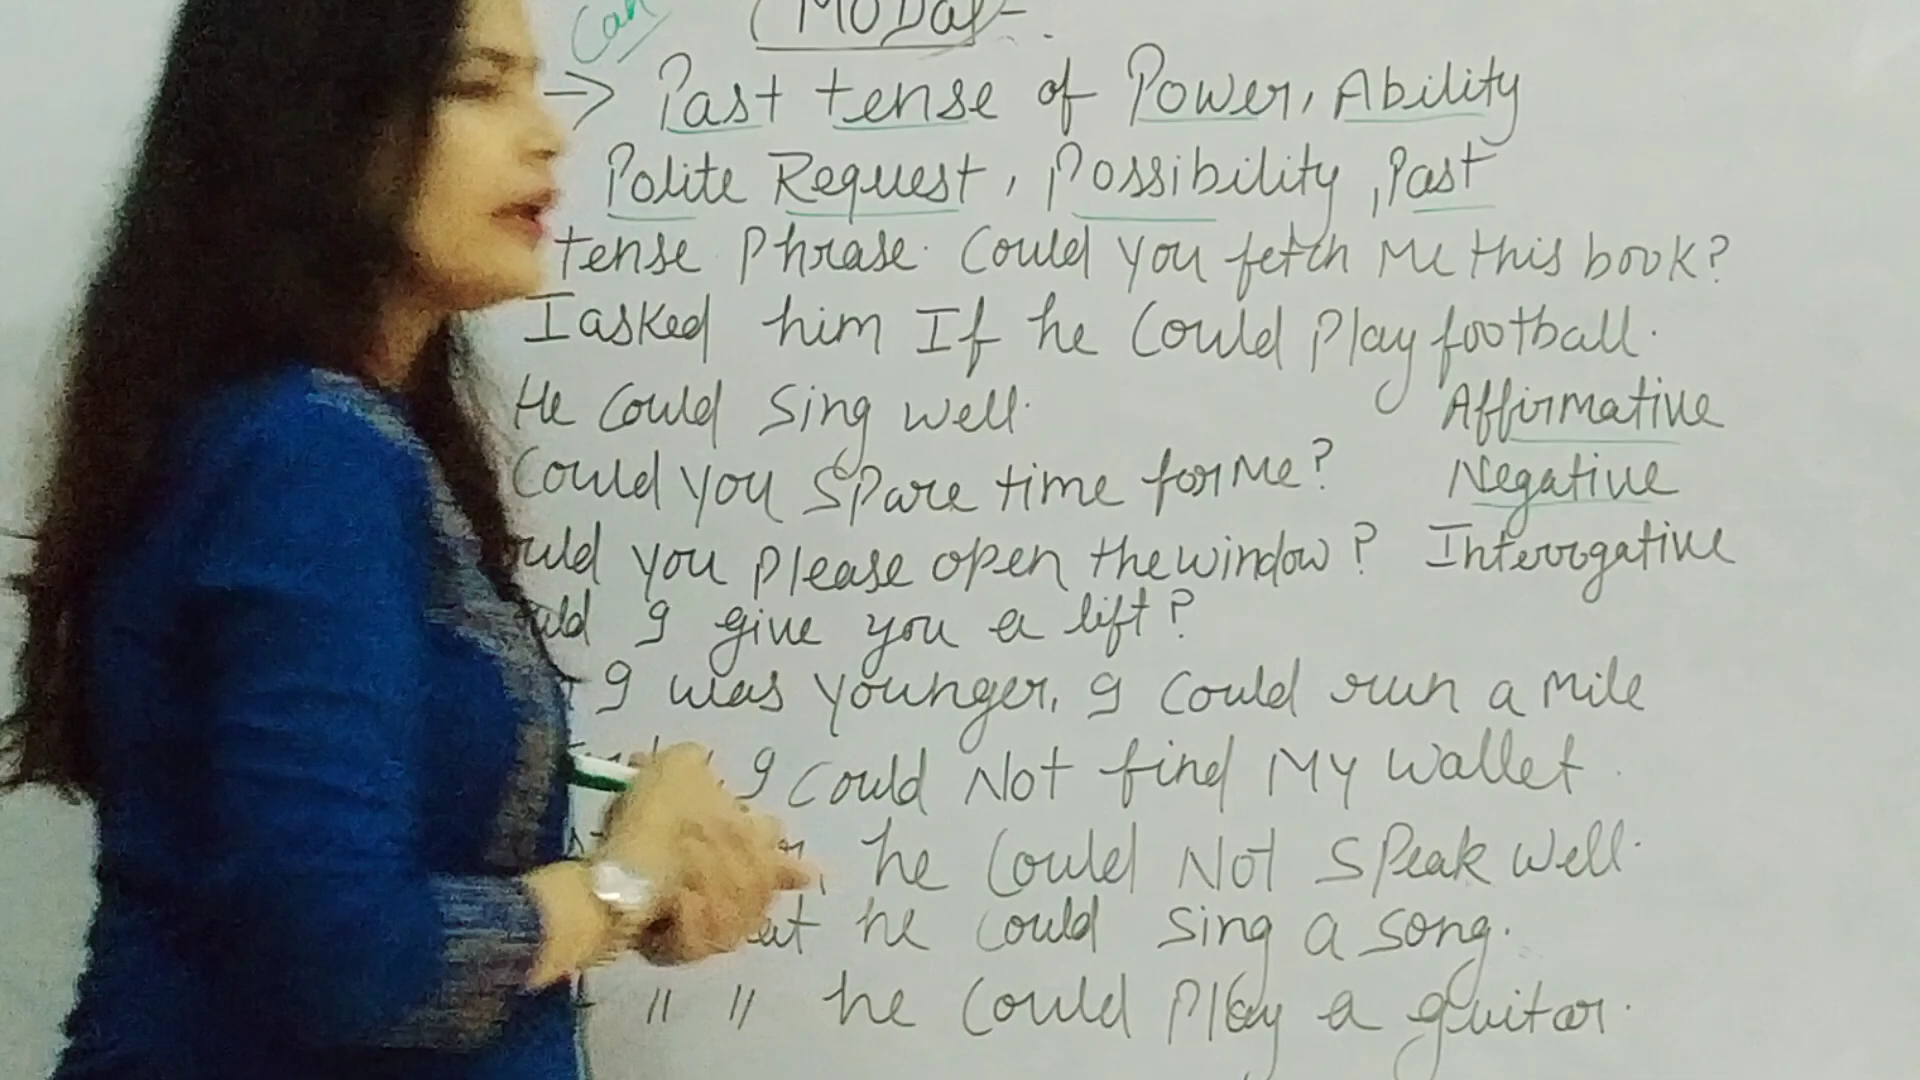 Can (Modal
→ Past tense of Power, Ability
Polite Request, Possibility, Past
tense Phrase. Could you fetch Me this book?
I asked him If he Could Play football.
He Could Sing well. Affirmative
Could you Spare time for Me? Negative
you please open the window? Interrogative
I give you a lift?
I was younger, I Could run a Mile
I Could Not find My Wallet
he Could Not Speak Well.
he Could Sing a Song.
" " he Could Play a guitar.